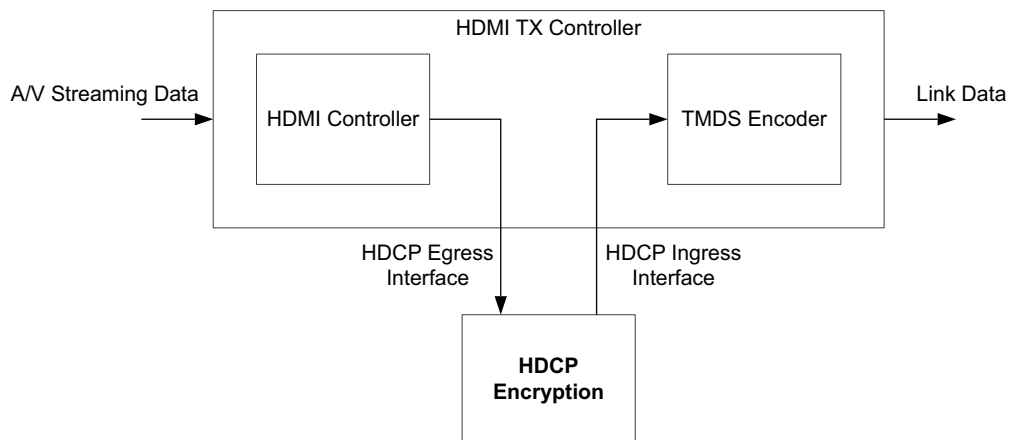 HDMI TX Controller
A/V Streaming Data
HDMI Controller
TMDS Encoder
Link Data
HDCP Egress
Interface
HDCP Ingress
Interface
HDCP
Encryption